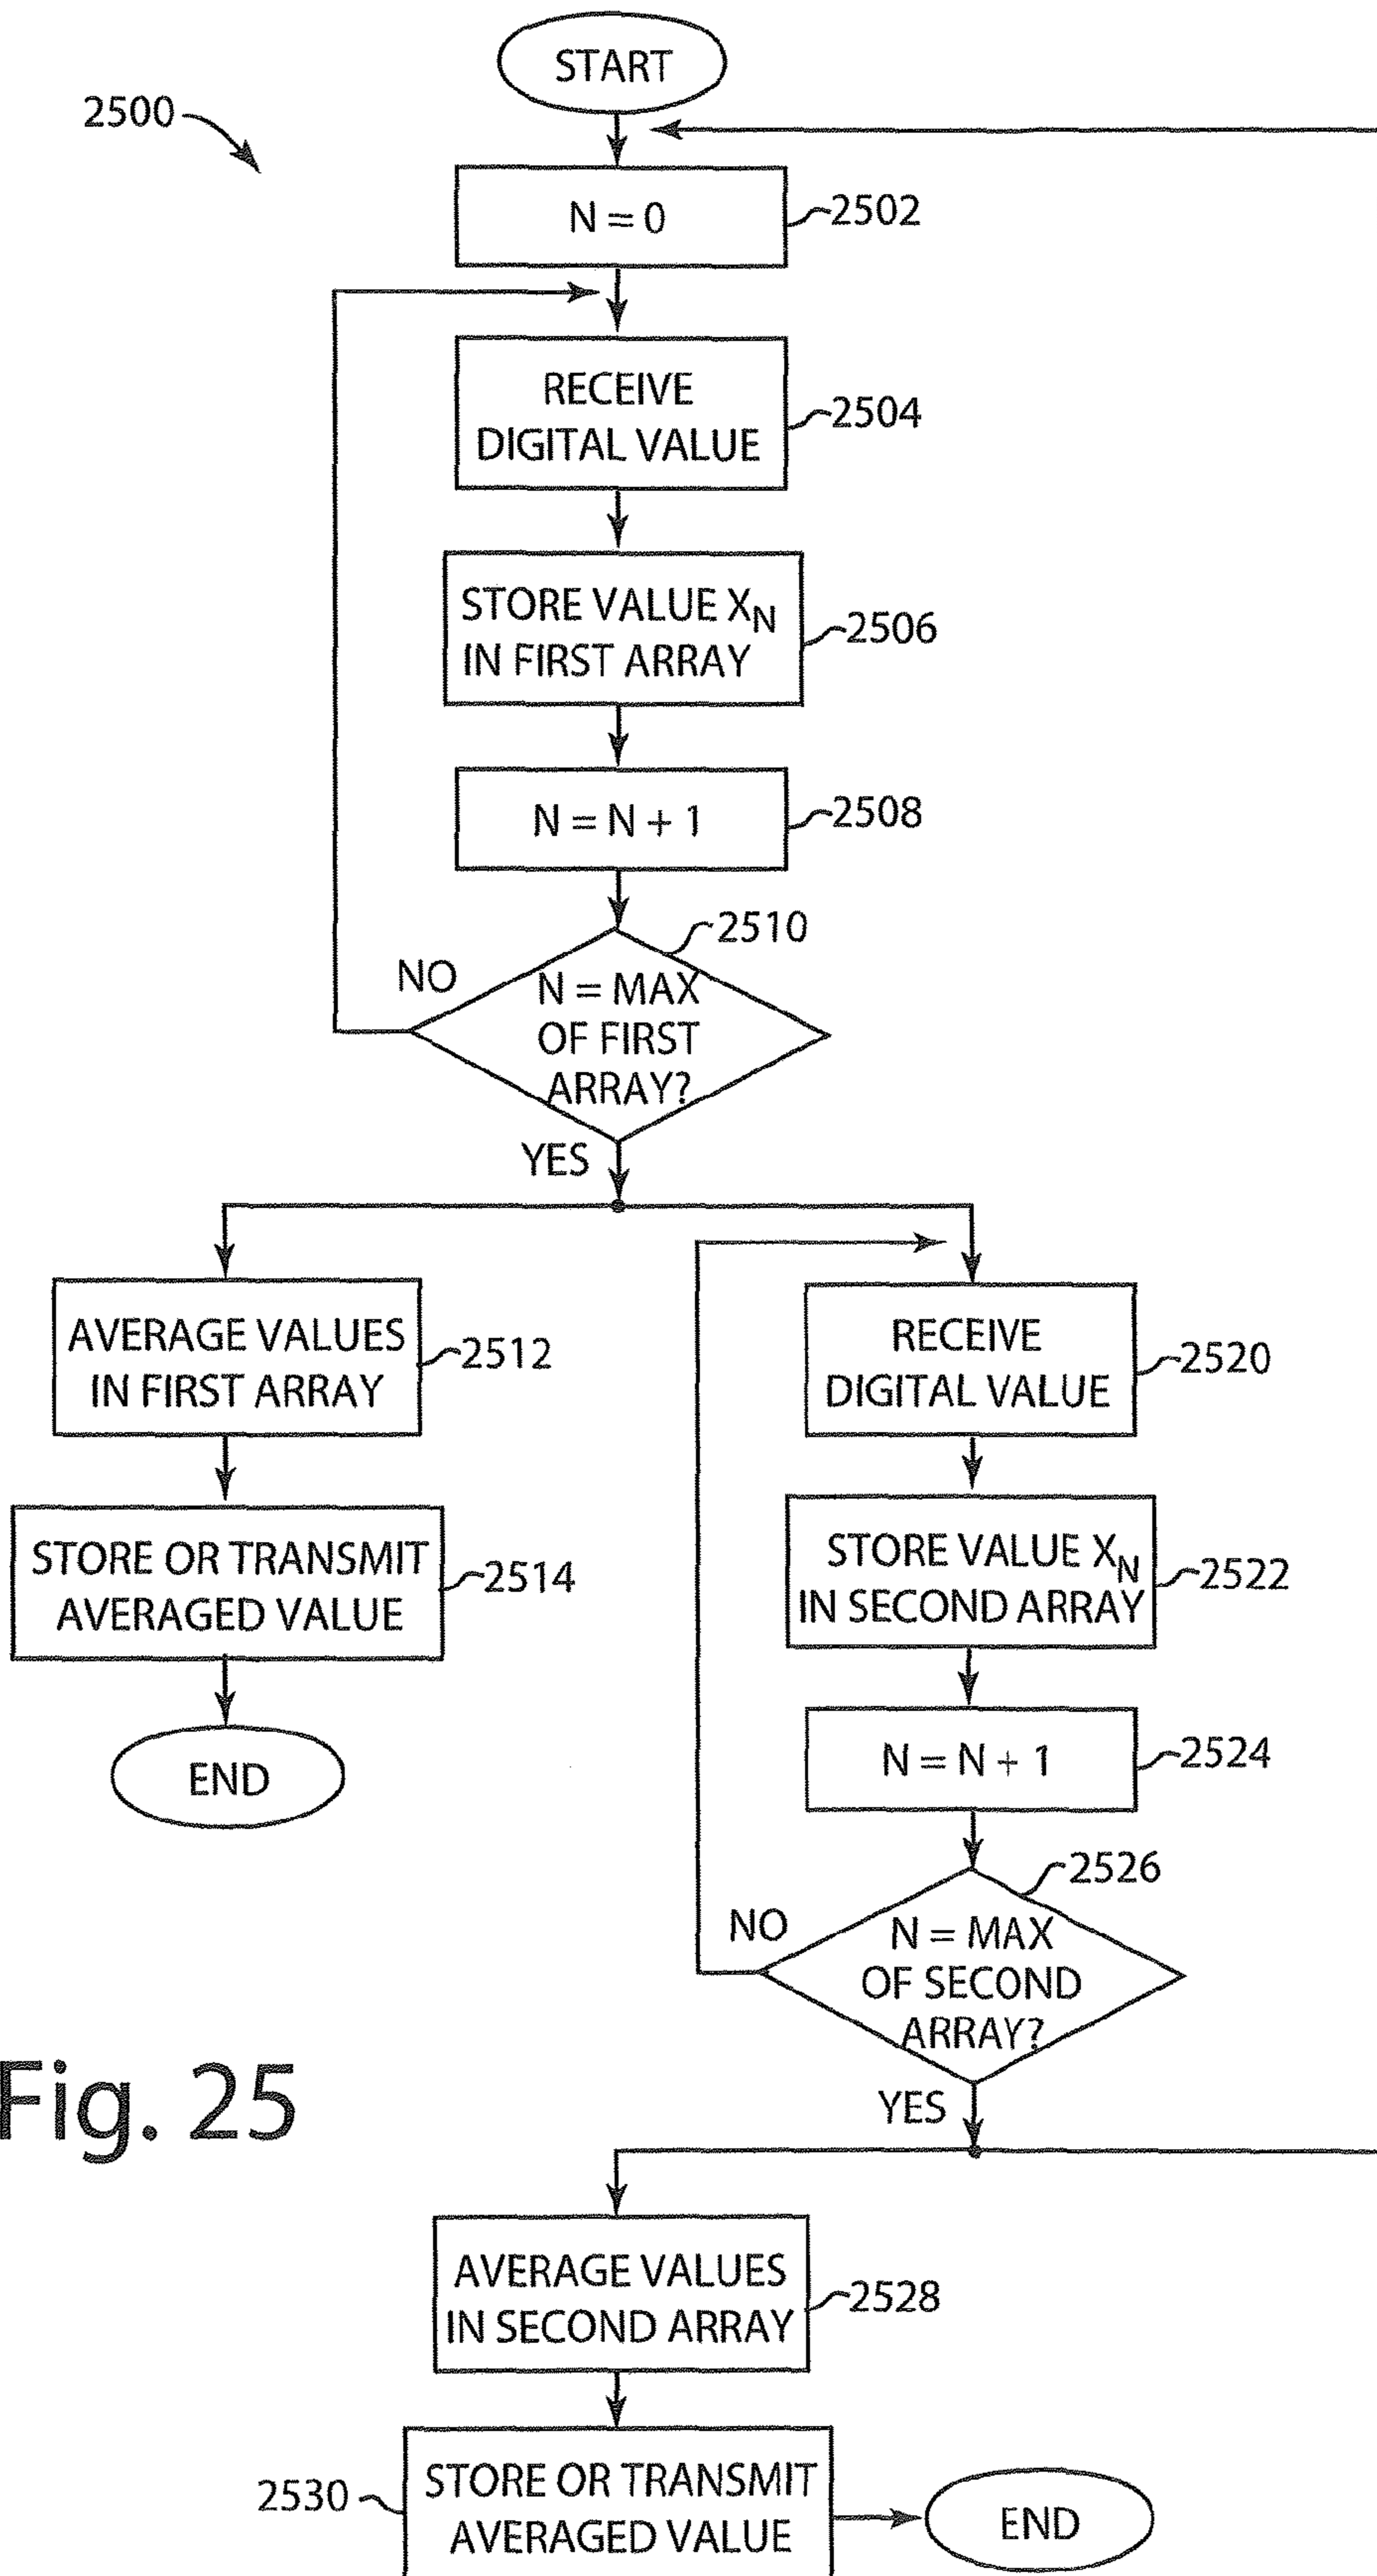 START
2500
N = 0
2502
RECEIVE
DIGITAL VALUE
2504
STORE VALUE X_N
IN FIRST ARRAY
2506
N = N + 1
2508
2510
NO
N = MAX
OF FIRST
ARRAY?
YES
AVERAGE VALUES
IN FIRST ARRAY
2512
RECEIVE
DIGITAL VALUE
2520
STORE OR TRANSMIT
AVERAGED VALUE
2514
STORE VALUE X_N
IN SECOND ARRAY
2522
END
N = N + 1
2524
2526
NO
N = MAX
OF SECOND
ARRAY?
YES
Fig. 25
AVERAGE VALUES
IN SECOND ARRAY
2528
2530
STORE OR TRANSMIT
AVERAGED VALUE
END